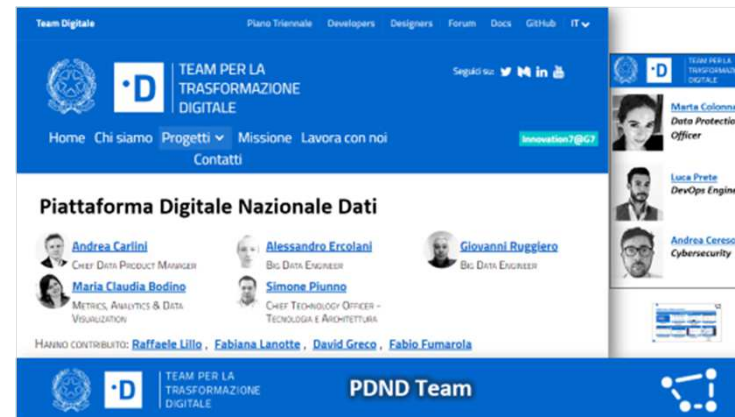 Team Digitale
Piano Triennale Developers Designers Forum Docs GitHub IT
TEAM PER LA
TRASFORMAZIONE
DIGITALE
Seguici su:
Home Chi siamo Progetti Missione Lavora con noi
Contatti
Innovation7@G7
Piattaforma Digitale Nazionale Dati
Andrea Carlini
Chief Data Product Manager
Alessandro Ercolani
Big Data Engineer
Giovanni Ruggiero
Big Data Engineer
Maria Claudia Bodino
Metrics, Analytics & Data
Visualization
Simone Piunno
Chief Technology Officer –
Tecnologia e Architettura
Hanno contribuito: Raffaele Lillo , Fabiana Lanotte , David Greco , Fabio Fumarola
TEAM PER LA
DIGITALE
Marta Colonna
Data Protectio
Officer
Luca Prete
DevOps Engine
Andrea Cereso
Cybersecurity
TEAM PER LA
TRASFORMAZIONE
DIGITALE
PDND Team